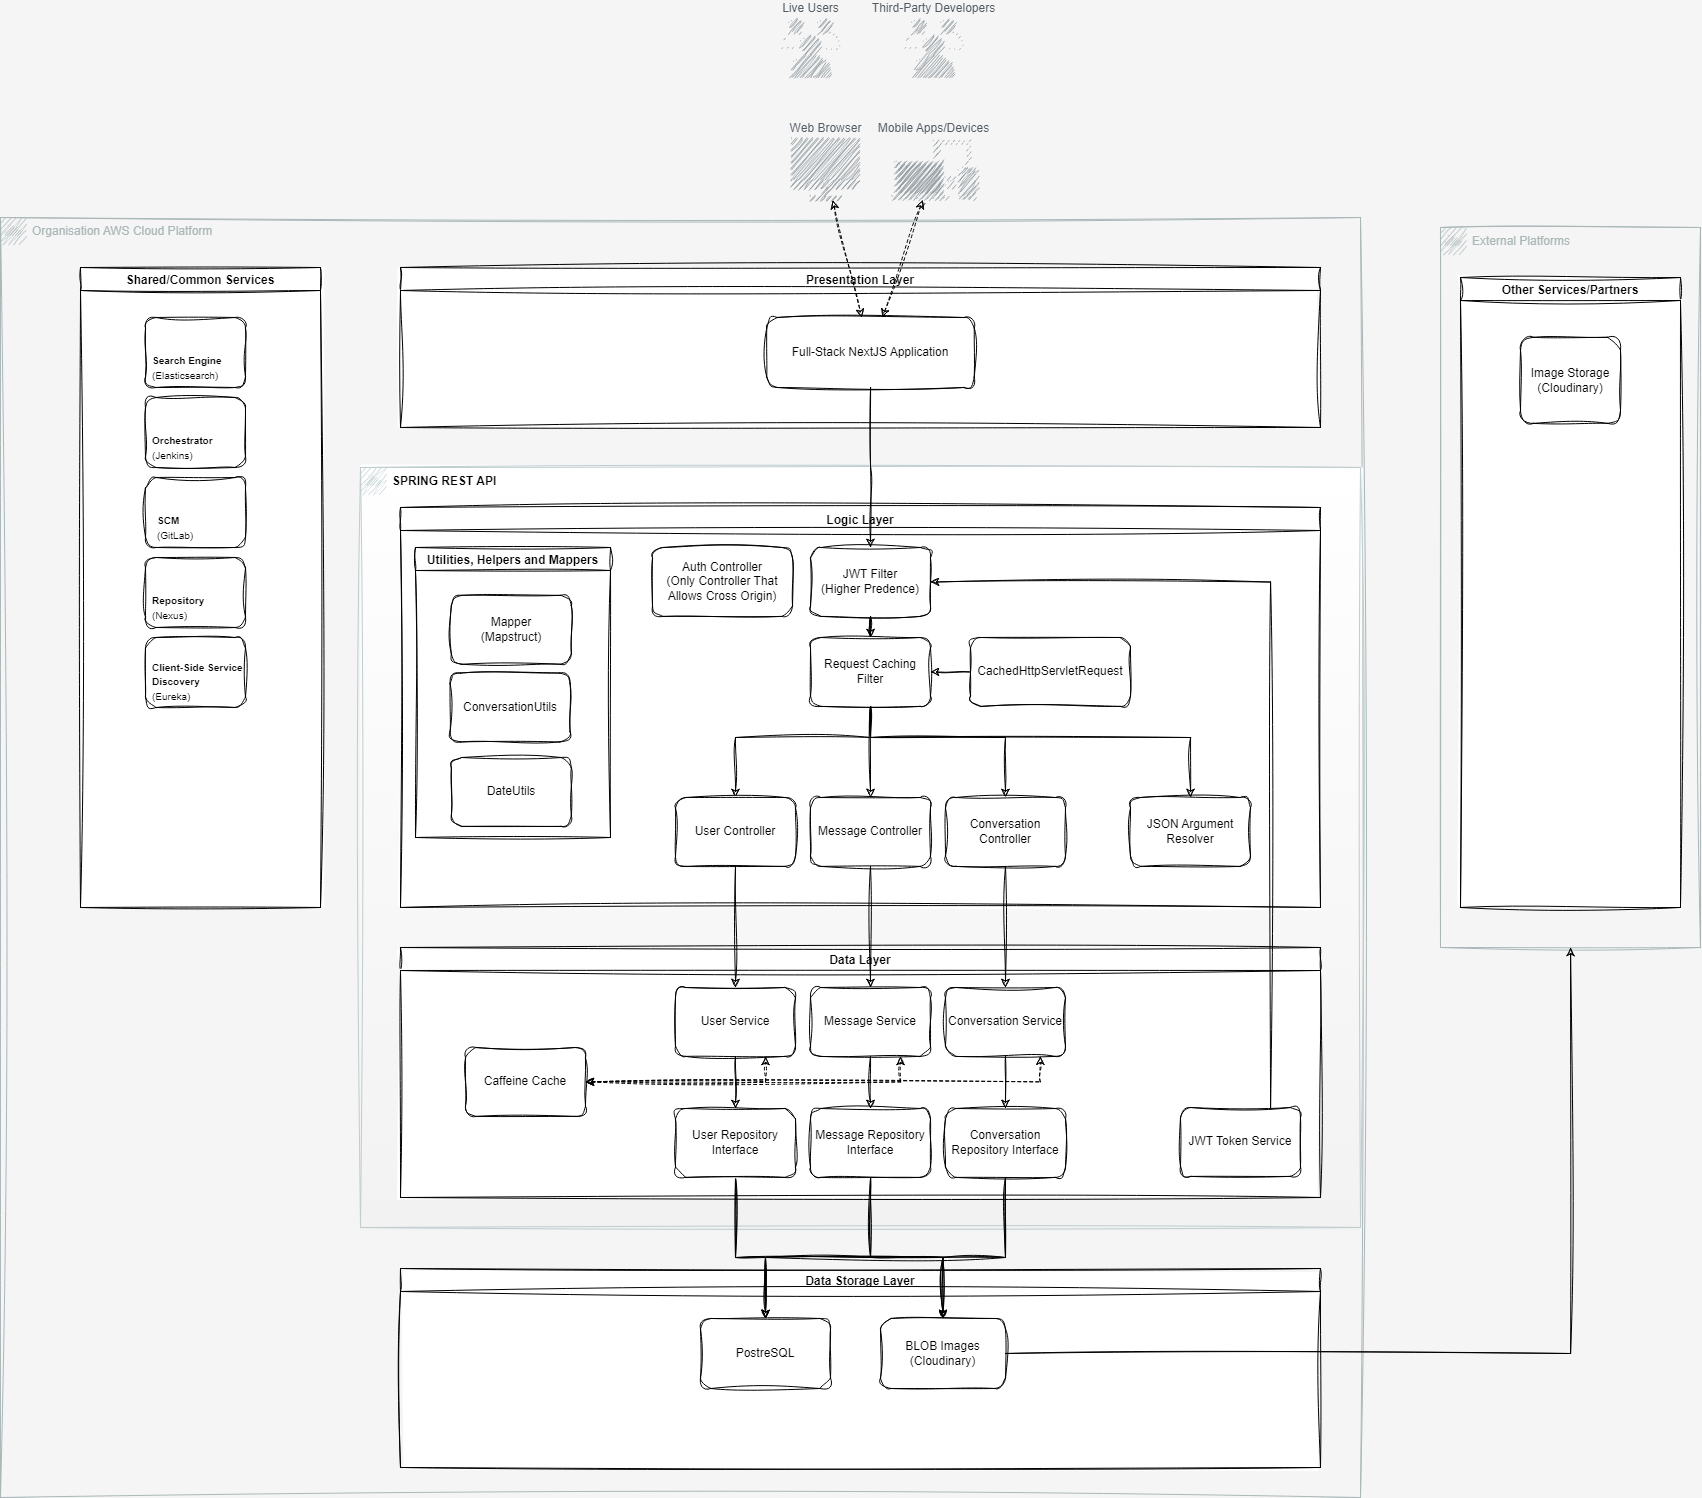 Live Users
Third-Party Developers
Web Browser
Mobile Apps/Devices
Organisation AWS Cloud Platform
External Platforms
Shared/Common Services
Search Engine
(Elasticsearch)
Orchestrator
(Jenkins)
SCM
(GitLab)
Repository
(Nexus)
Client-Side Service
Discovery
(Eureka)
Presentation Layer
Full-Stack NextJS Application
Other Services/Partners
Image Storage
(Cloudinary)
SPRING REST API
Logic Layer
Utilities, Helpers and Mappers
Mapper
(Mapstruct)
ConversationUtils
DateUtils
Auth Controller
(Only Controller That
Allows Cross Origin)
JWT Filter
(Higher Predence)
Request Caching
Filter
CachedHttpServletRequest
User Controller
Message Controller
Conversation
Controller
JSON Argument
Resolver
Data Layer
User Service
Message Service
Conversation Service
Caffeine Cache
User Repository
Interface
Message Repository
Interface
Conversation
Repository Interface
JWT Token Service
Data Storage Layer
PostreSQL
BLOB Images
(Cloudinary)